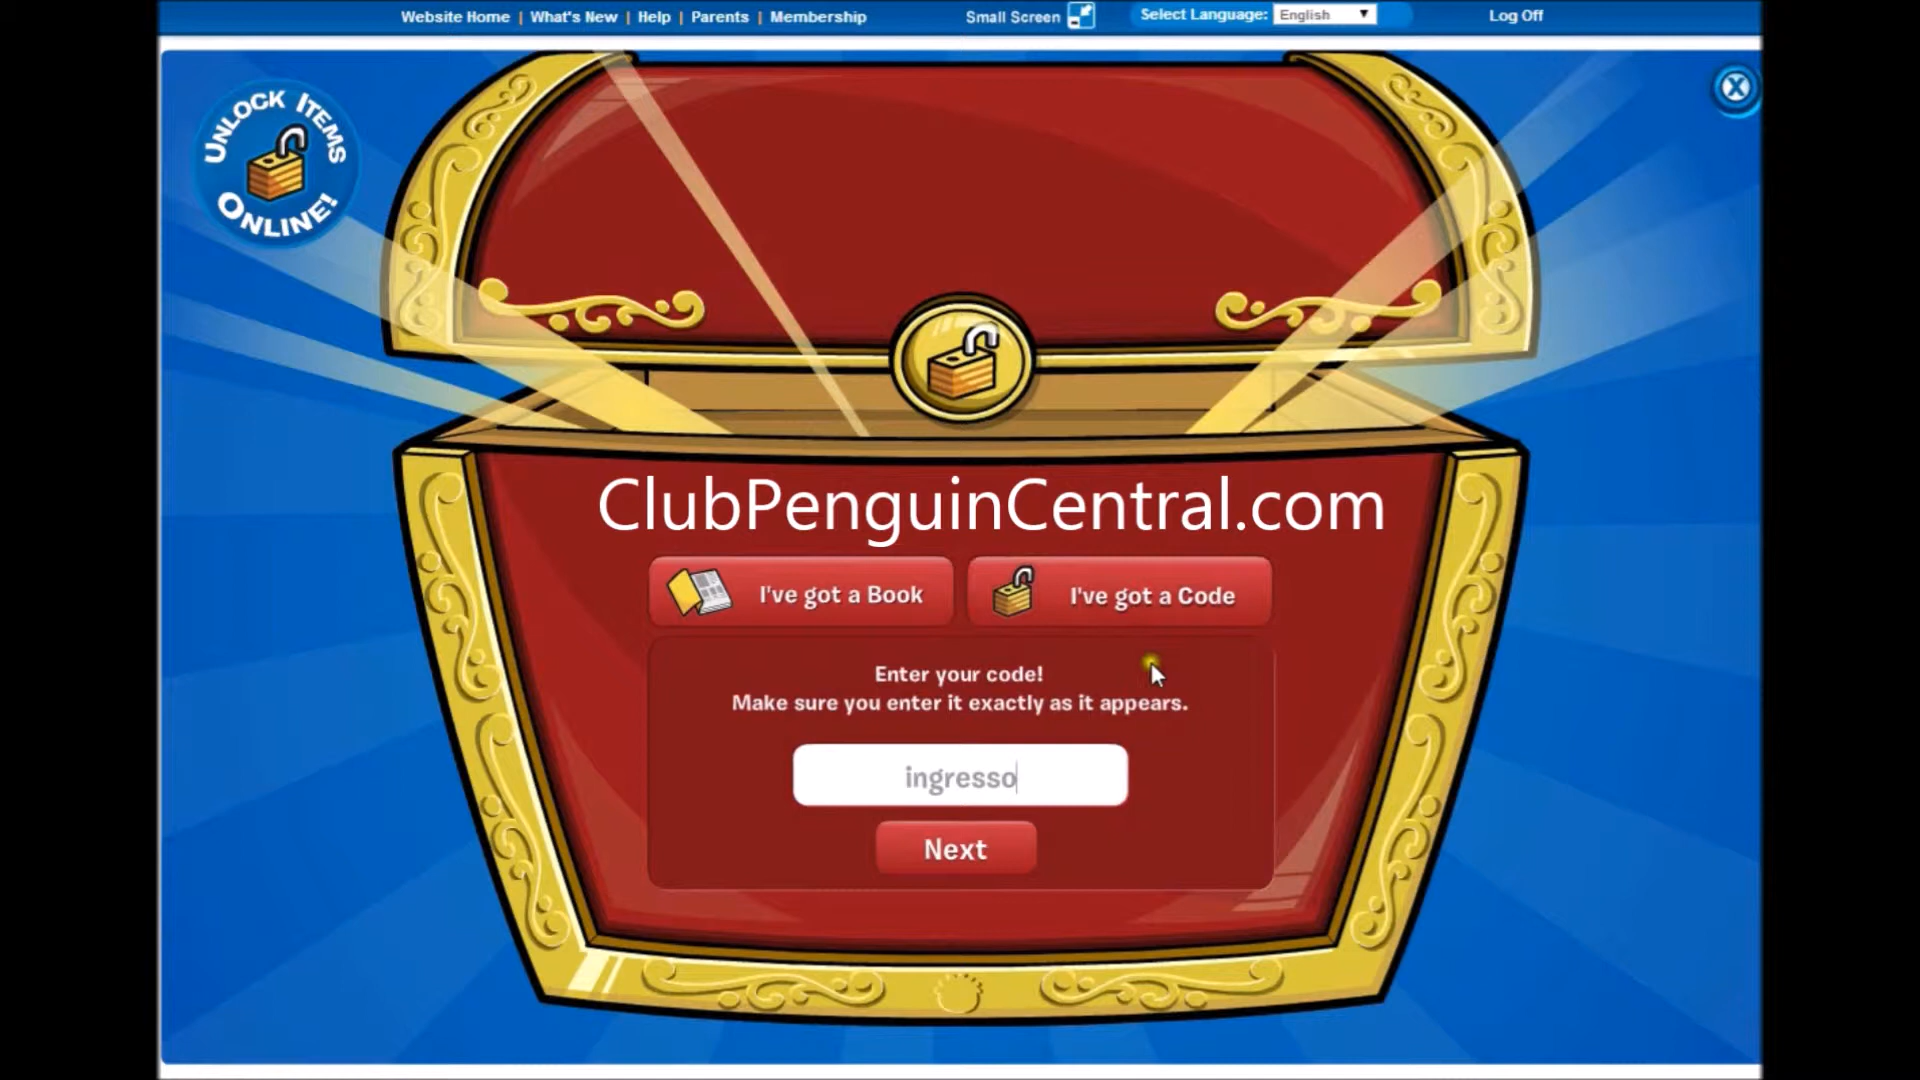 Website Home | What's New | Help | Parents | Membership
Small Screen
Select Language: English
Log Off
UNLOCK ITEMS
ONLINE!
ClubPenguinCentral.com
I've got a Book
I've got a Code
Enter your code!
Make sure you enter it exactly as it appears.
ingresso
Next